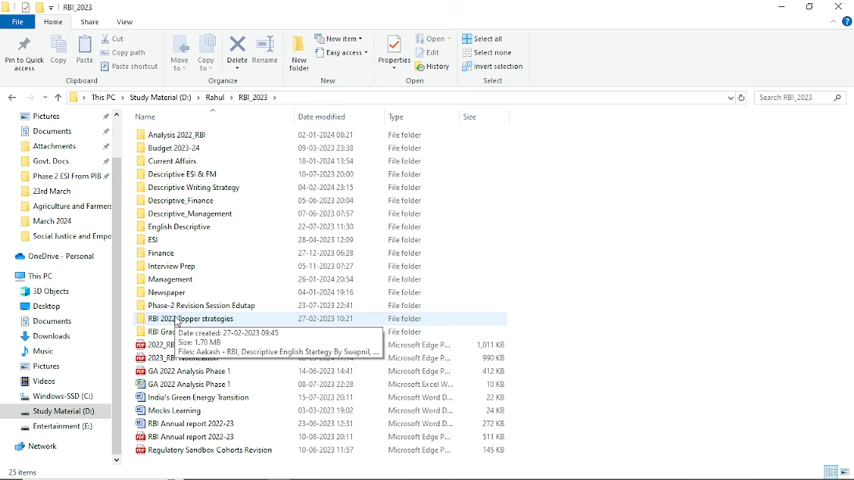 RBI_2023
File Home Share View
Pin to Quick access Copy Paste Cut Copy path Paste shortcut Move to Copy to Delete Rename New folder New item Easy access Properties Open Edit History Select all Select none Invert selection
Clipboard Organize New Open Select
This PC > Study Material (D:) > Rahul > RBI_2023 > Search RBI_2023
Name Date modified Type Size
Pictures
Documents
Attachments
Govt. Docs
Phase 2 ESI From PIB
23rd March
Agriculture and Farmers
March 2024
Social Justice and Empo
OneDrive - Personal
This PC
3D Objects
Desktop
Documents
Downloads
Music
Pictures
Videos
Windows-SSD (C:)
Study Material (D:)
Entertainment (E:)
Network
Analysis 2022_RBI 02-01-2024 08:21 File folder
Budget 2023-24 09-03-2023 23:38 File folder
Current Affairs 18-01-2024 13:54 File folder
Descriptive ESI & FM 10-07-2023 20:00 File folder
Descriptive Writing Strategy 04-02-2024 23:15 File folder
Descriptive_Finance 05-06-2023 20:04 File folder
Descriptive_Management 07-06-2023 07:57 File folder
English Descriptive 22-07-2023 11:30 File folder
ESI 28-04-2023 12:09 File folder
Finance 27-12-2023 06:28 File folder
Interview Prep 05-11-2023 07:27 File folder
Management 26-01-2024 20:54 File folder
Newspaper 04-01-2024 19:16 File folder
Phase-2 Revision Session Edutap 23-07-2023 22:41 File folder
RBI 2022 Topper strategies 27-02-2023 10:21 File folder
RBI File folder
Date created: 27-02-2023 09:45
Size: 1.70 MB
Files: Aakash - RBI, Descriptive English Startegy By Swapnil, ...
Microsoft Edge P... 1,011 KB
Microsoft Edge P... 990 KB
GA 2022 Analysis Phase 1 14-06-2023 14:41 Microsoft Edge P... 412 KB
GA 2022 Analysis Phase 1 08-07-2023 22:28 Microsoft Excel W... 10 KB
India's Green Energy Transition 15-07-2023 20:11 Microsoft Word D... 22 KB
Mocks Learning 03-03-2023 19:02 Microsoft Word D... 24 KB
RBI Annual report 2022-23 23-06-2023 12:31 Microsoft Word D... 272 KB
RBI Annual report 2022-23 10-08-2023 20:11 Microsoft Edge P... 511 KB
Regulatory Sandbox Cohorts Revision 10-06-2023 11:57 Microsoft Edge P... 145 KB
25 items